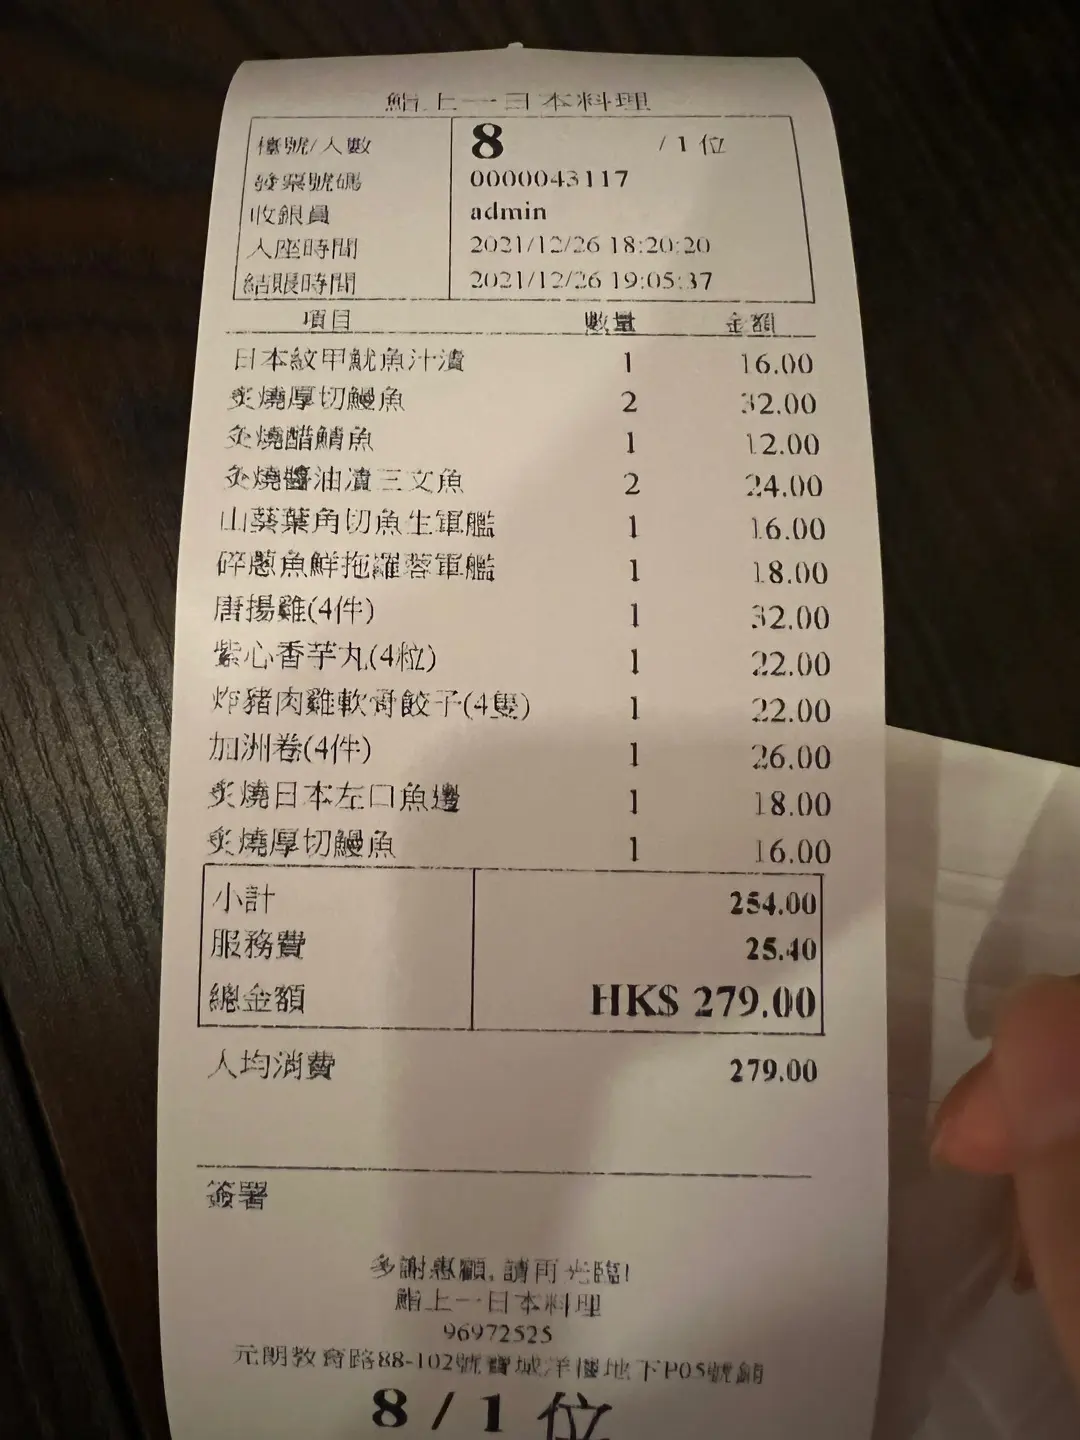 鮨上一日本料理
檯號/人數 8 /1位
發票號碼 0000043117
收銀員 admin
入座時間 2021/12/26 18:20:20
結賬時間 2021/12/26 19:05:37
項目 數量 金額
日本紋甲魷魚汁漬 1 16.00
炙燒厚切鰻魚 2 32.00
炙燒醋鯖魚 1 12.00
炙燒醬油漬三文魚 2 24.00
山葵葉角切魚生軍艦 1 16.00
碎蔥魚鮮拖羅蓉軍艦 1 18.00
唐揚雞(4件) 1 32.00
紫心香芋丸(4粒) 1 22.00
炸豬肉雞軟骨餃子(4隻) 1 22.00
加洲卷(4件) 1 26.00
炙燒日本左口魚邊 1 18.00
炙燒厚切鰻魚 1 16.00
小計 254.00
服務費 25.40
總金額 HK$ 279.00
人均消費 279.00
簽署
多謝惠顧, 請再光臨!
鮨上一日本料理
96972525
元朗教育路88-102號寶城洋樓地下P05號舖
8 / 1 位